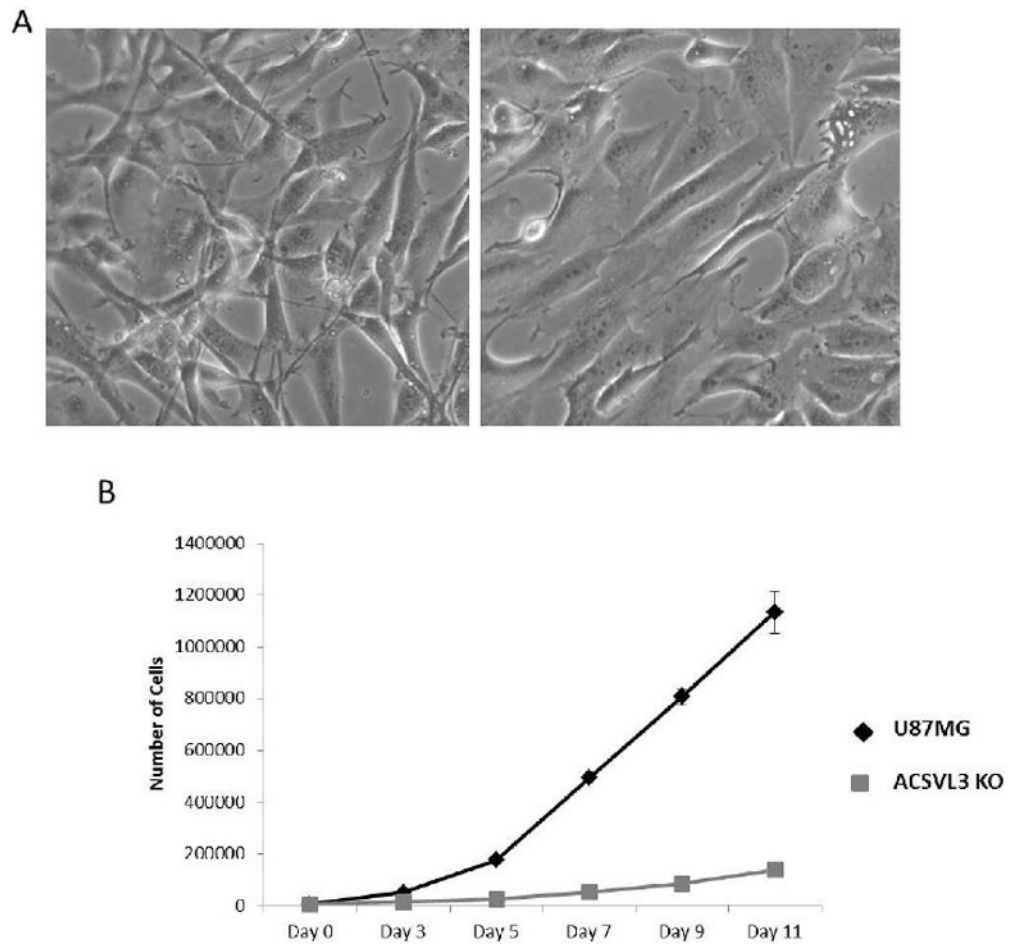 A
B
1400000
1200000
1000000
800000
600000
400000
200000
0
Number of Cells
Day 0 Day 3 Day 5 Day 7 Day 9 Day 11
U87MG
ACSVL3 KO